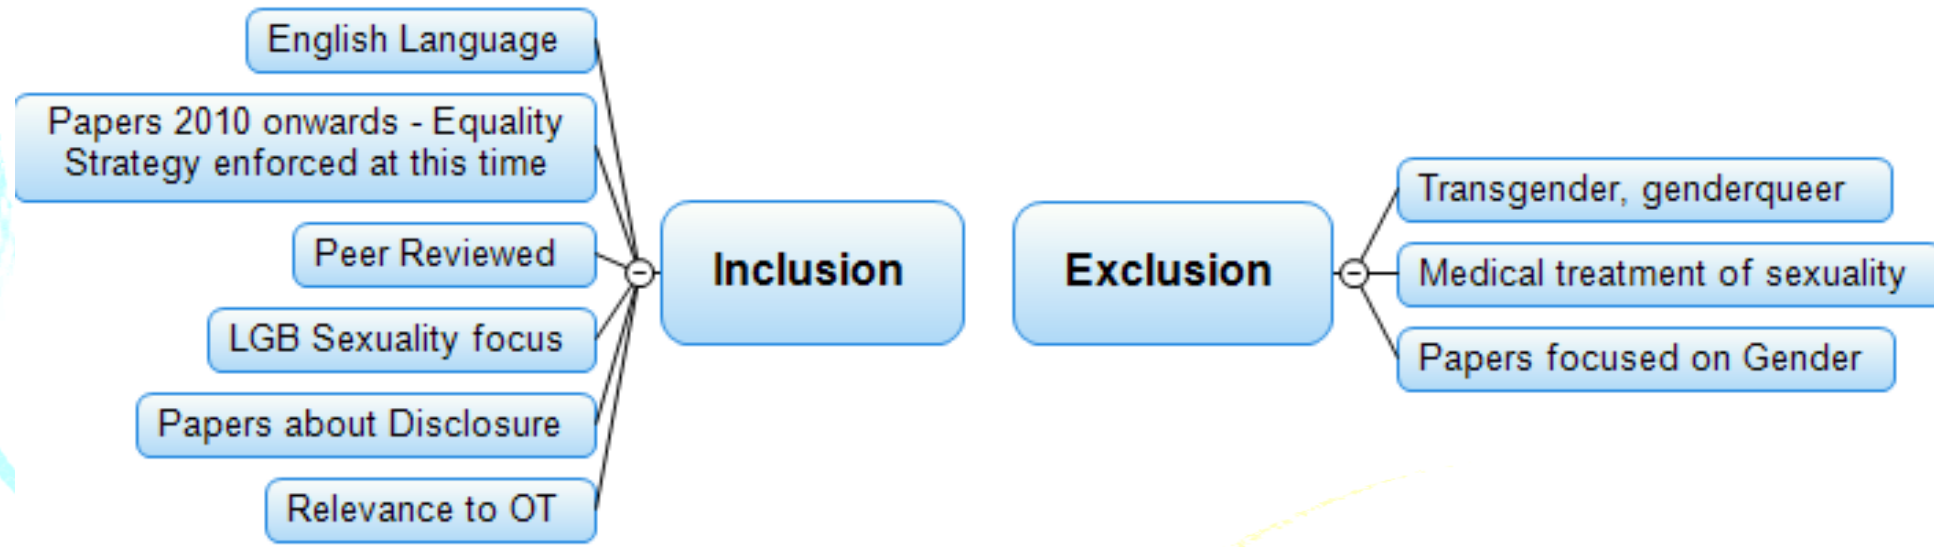 English Language
Papers 2010 onwards - Equality
Strategy enforced at this time
Peer Reviewed
LGB Sexuality focus
Papers about Disclosure
Relevance to OT
Inclusion
Exclusion
Transgender, genderqueer
Medical treatment of sexuality
Papers focused on Gender